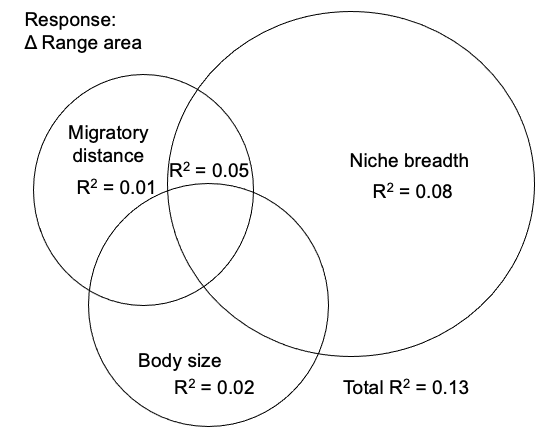 Response:
Δ Range area
Migratory
distance
R² = 0.01
R² = 0.05
Niche breadth
R² = 0.08
Body size
R² = 0.02
Total R² = 0.13